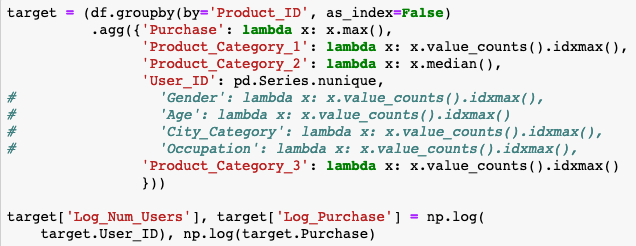 target = (df.groupby(by='Product_ID', as_index=False)
          .agg({'Purchase': lambda x: x.max(),
                'Product_Category_1': lambda x: x.value_counts().idxmax(),
                'Product_Category_2': lambda x: x.median(),
                'User_ID': pd.Series.nunique,
#                 'Gender': lambda x: x.value_counts().idxmax(),
#                 'Age': lambda x: x.value_counts().idxmax()
#                 'City_Category': lambda x: x.value_counts().idxmax(),
#                 'Occupation': lambda x: x.value_counts().idxmax(),
                'Product_Category_3': lambda x: x.value_counts().idxmax()
                }))

target['Log_Num_Users'], target['Log_Purchase'] = np.log(
    target.User_ID), np.log(target.Purchase)